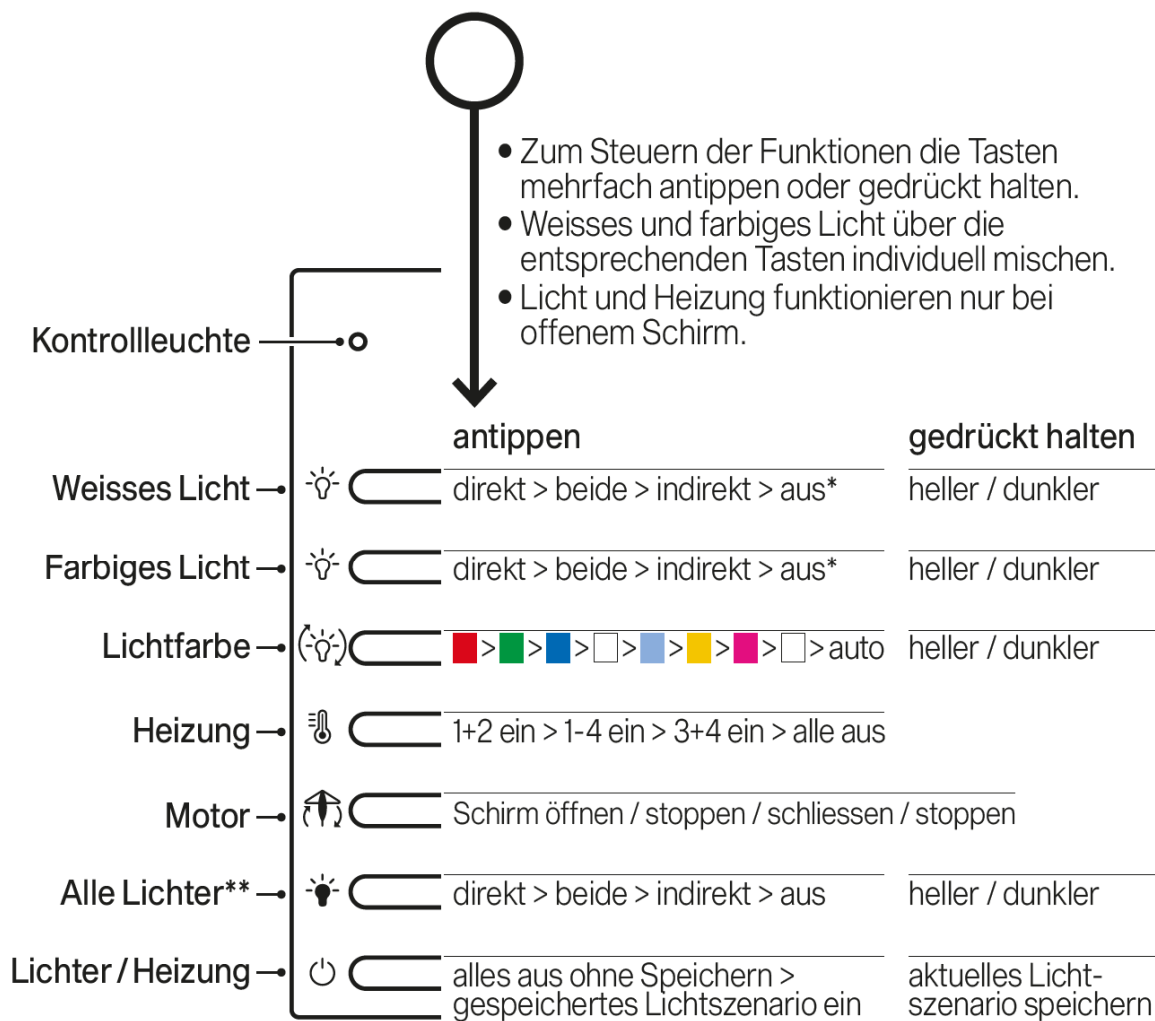 • Zum Steuern der Funktionen die Tasten
mehrfach antippen oder gedrückt halten.
• Weisses und farbiges Licht über die
entsprechenden Tasten individuell mischen.
• Licht und Heizung funktionieren nur bei
offenem Schirm.
Kontrollleuchte
antippen gedrückt halten
Weisses Licht direkt > beide > indirekt > aus* heller / dunkler
Farbiges Licht direkt > beide > indirekt > aus* heller / dunkler
Lichtfarbe > > > > > > > > auto heller / dunkler
Heizung 1+2 ein > 1-4 ein > 3+4 ein > alle aus
Motor Schirm öffnen / stoppen / schliessen / stoppen
Alle Lichter** direkt > beide > indirekt > aus heller / dunkler
Lichter / Heizung alles aus ohne Speichern > aktuelles Licht-
gespeichertes Lichtszenario ein szenario speichern